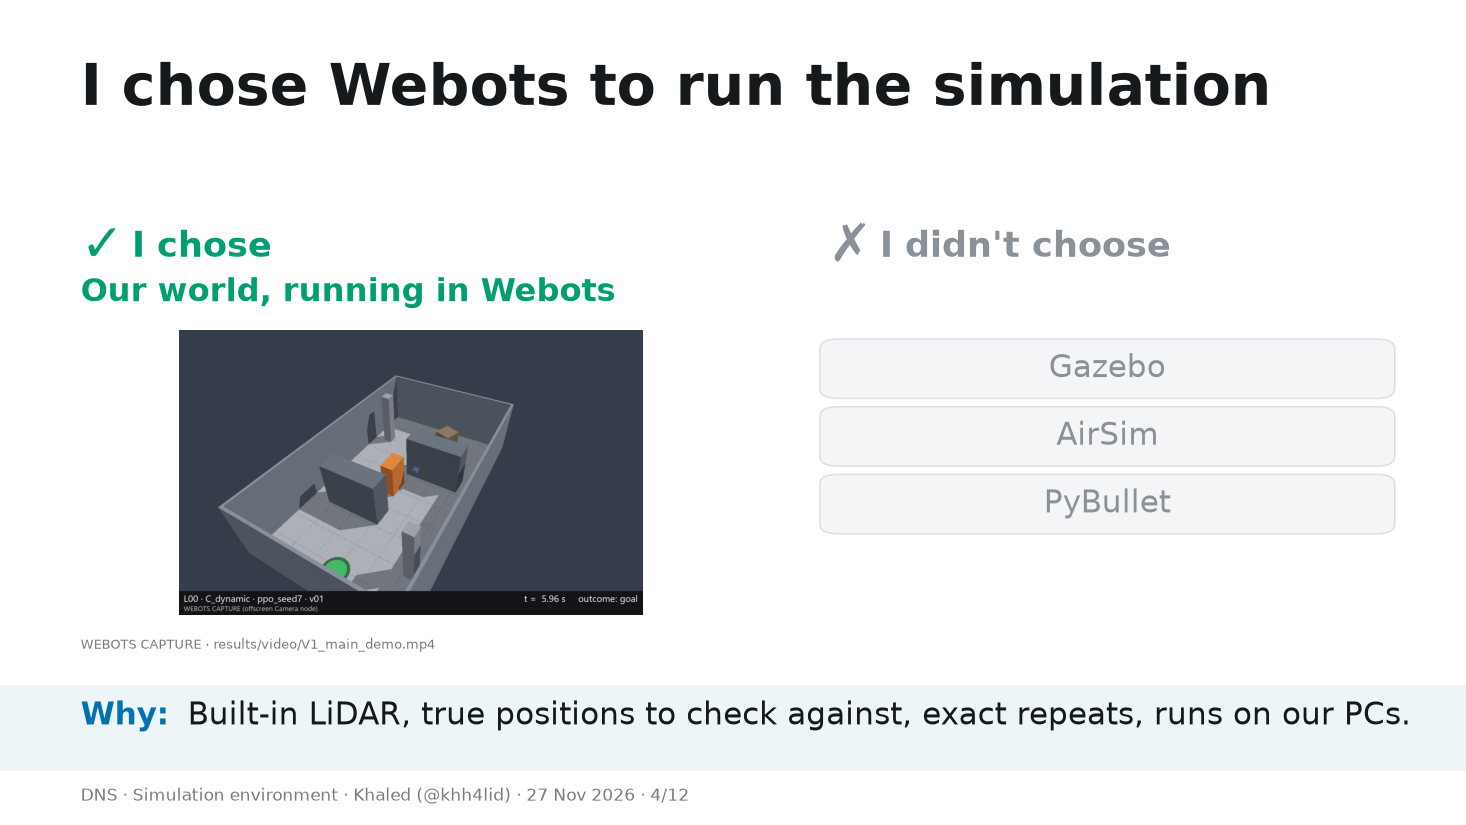 I chose Webots to run the simulation
✓ I chose
Our world, running in Webots
L00 · C_dynamic · ppo_seed7 · v01
t = 5.96 s outcome: goal
WEBOTS CAPTURE (offscreen Camera node)
WEBOTS CAPTURE · results/video/V1_main_demo.mp4
✗ I didn't choose
Gazebo
AirSim
PyBullet
Why: Built-in LiDAR, true positions to check against, exact repeats, runs on our PCs.
DNS · Simulation environment · Khaled (@khh4lid) · 27 Nov 2026 · 4/12